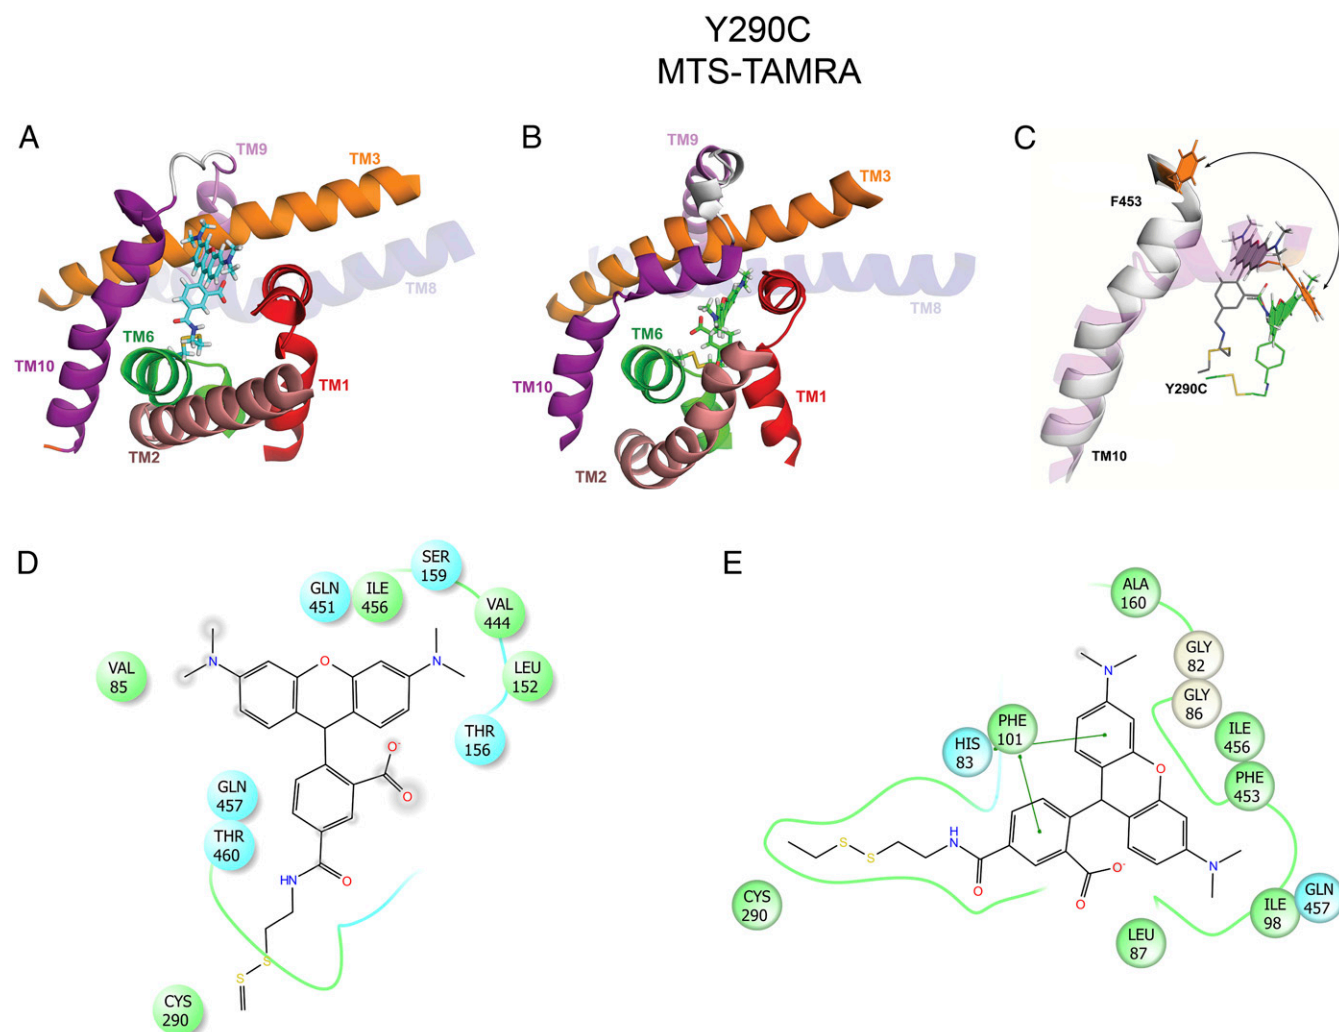 Y290C
MTS-TAMRA
A
TM9
TM3
TM8
TM6
TM10
TM1
TM2
B
TM9
TM3
TM8
TM6
TM10
TM1
TM2
C
F453
Y290C
TM10
D
SER
159
GLN
451
ILE
456
VAL
444
VAL
85
LEU
152
THR
156
GLN
457
THR
460
CYS
290
N
O
N
O-
O
HN
O
S
S
E
ALA
160
GLY
82
GLY
86
PHE
101
HIS
83
ILE
456
PHE
453
CYS
290
LEU
87
ILE
98
GLN
457
N
O
H
N
S
S
O
O-
O
N